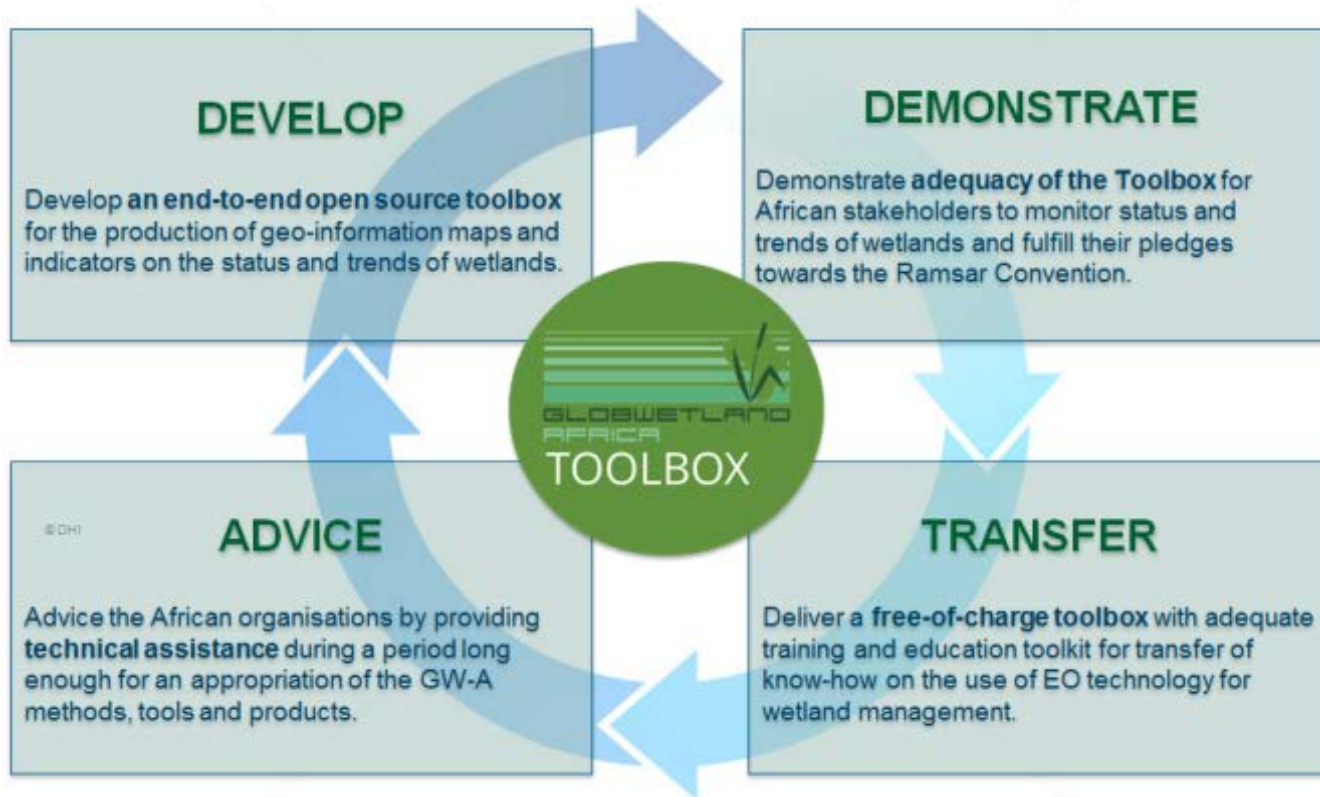 DEVELOP
Develop an end-to-end open source toolbox
for the production of geo-information maps and
indicators on the status and trends of wetlands.
DEMONSTRATE
Demonstrate adequacy of the Toolbox for
African stakeholders to monitor status and
trends of wetlands and fulfill their pledges
towards the Ramsar Convention.
GLOBWETLAND
AFRICA
TOOLBOX
© DHI
ADVICE
Advice the African organisations by providing
technical assistance during a period long
enough for an appropriation of the GW-A
methods, tools and products.
TRANSFER
Deliver a free-of-charge toolbox with adequate
training and education toolkit for transfer of
know-how on the use of EO technology for
wetland management.